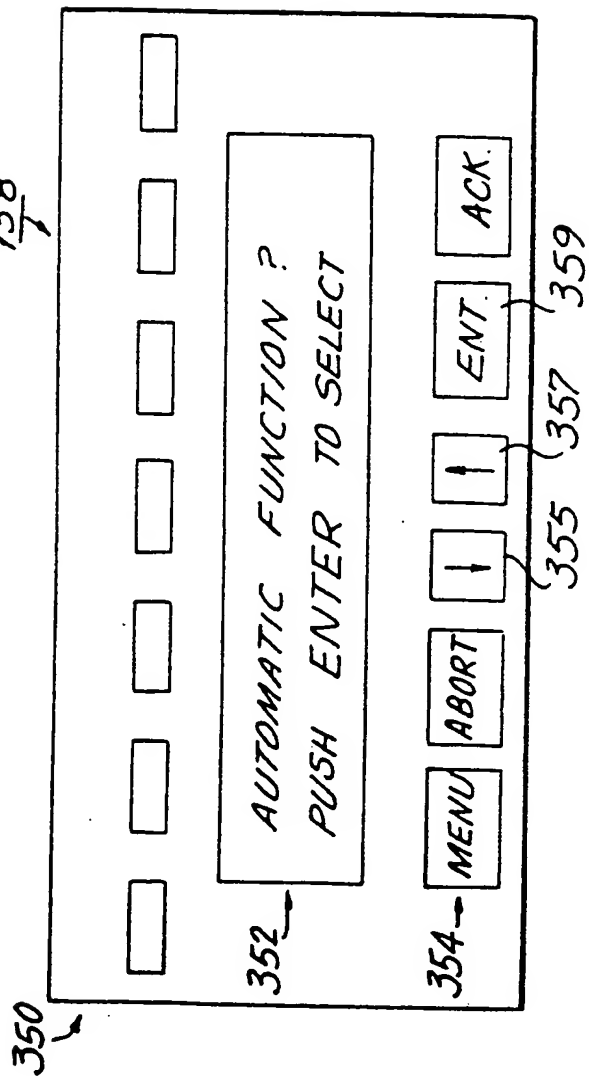 350
352
AUTOMATIC FUNCTION ?
PUSH ENTER TO SELECT
354
MENU
ABORT
↓
↑
ENT.
ACK.
355
357
359